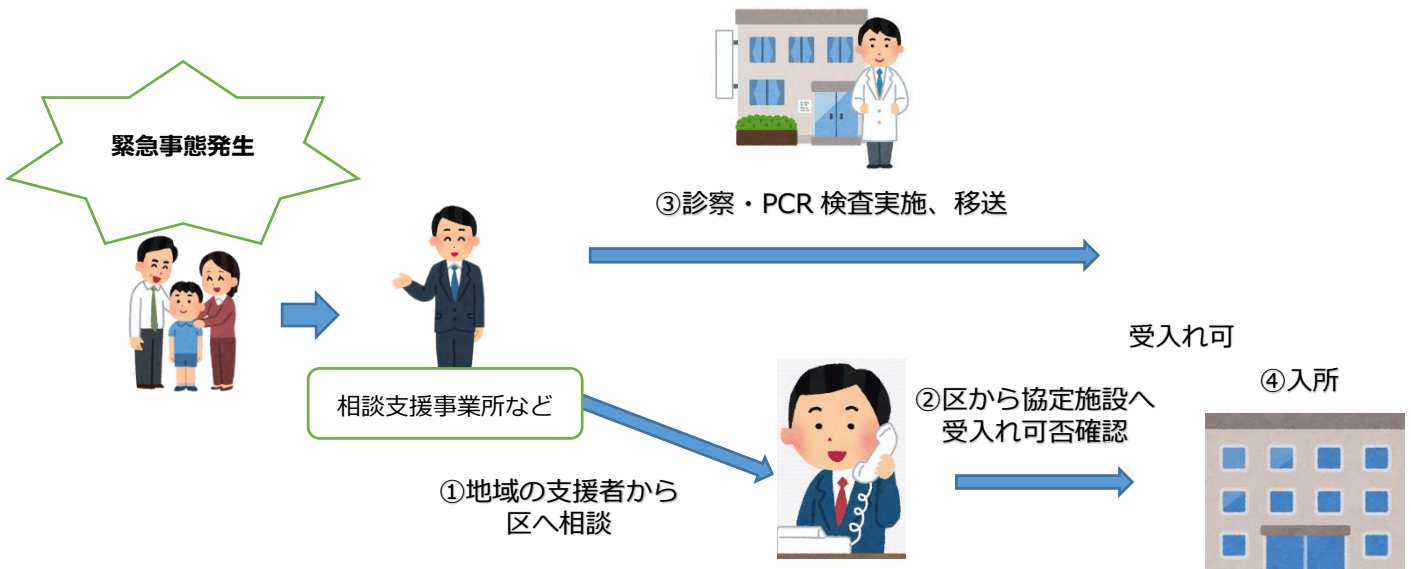 緊急事態発生
③診察・PCR 検査実施、移送
受入れ可
④入所
相談支援事業所など
②区から協定施設へ
受入れ可否確認
①地域の支援者から
区へ相談